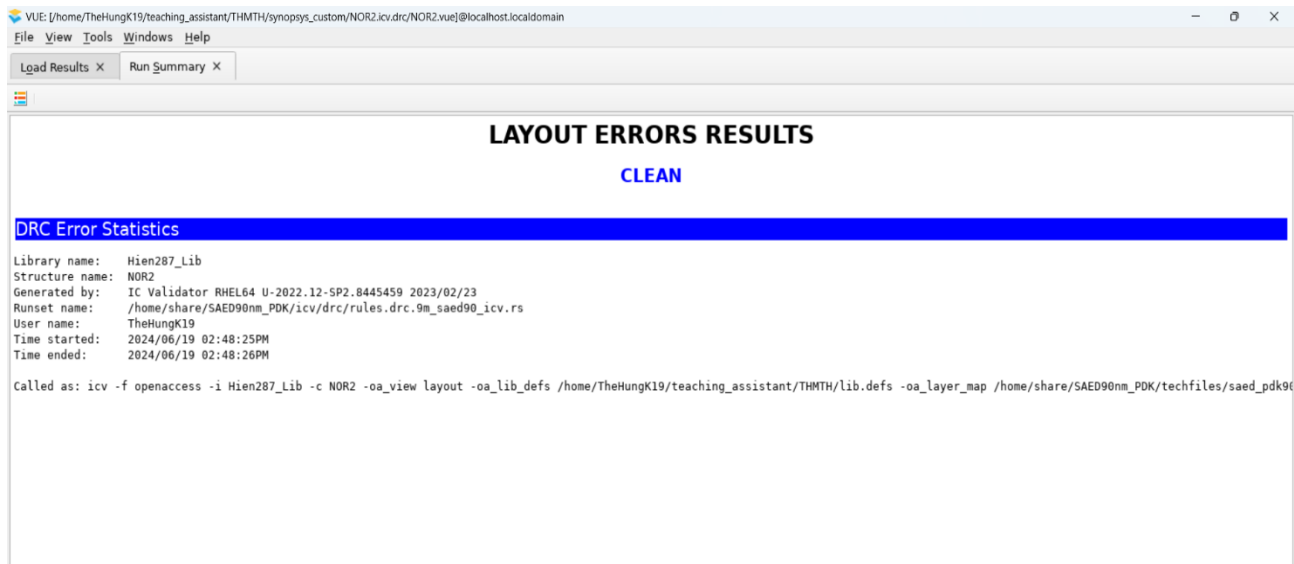 VUE: [/home/TheHungK19/teaching_assistant/THMTH/synopsys_custom/NOR2.icv.drc/NOR2.vue]@localhost.localdomain
File View Tools Windows Help
Load Results Run Summary
LAYOUT ERRORS RESULTS
CLEAN
DRC Error Statistics
Library name: Hien287_Lib
Structure name: NOR2
Generated by: IC Validator RHEL64 U-2022.12-SP2.8445459 2023/02/23
Runset name: /home/share/SAED90nm_PDK/icv/drc/rules.drc.9m_saed90_icv.rs
User name: TheHungK19
Time started: 2024/06/19 02:48:25PM
Time ended: 2024/06/19 02:48:26PM
Called as: icv -f openaccess -i Hien287_Lib -c NOR2 -oa_view layout -oa_lib_defs /home/TheHungK19/teaching_assistant/THMTH/lib.defs -oa_layer_map /home/share/SAED90nm_PDK/techfiles/saed_pdk90